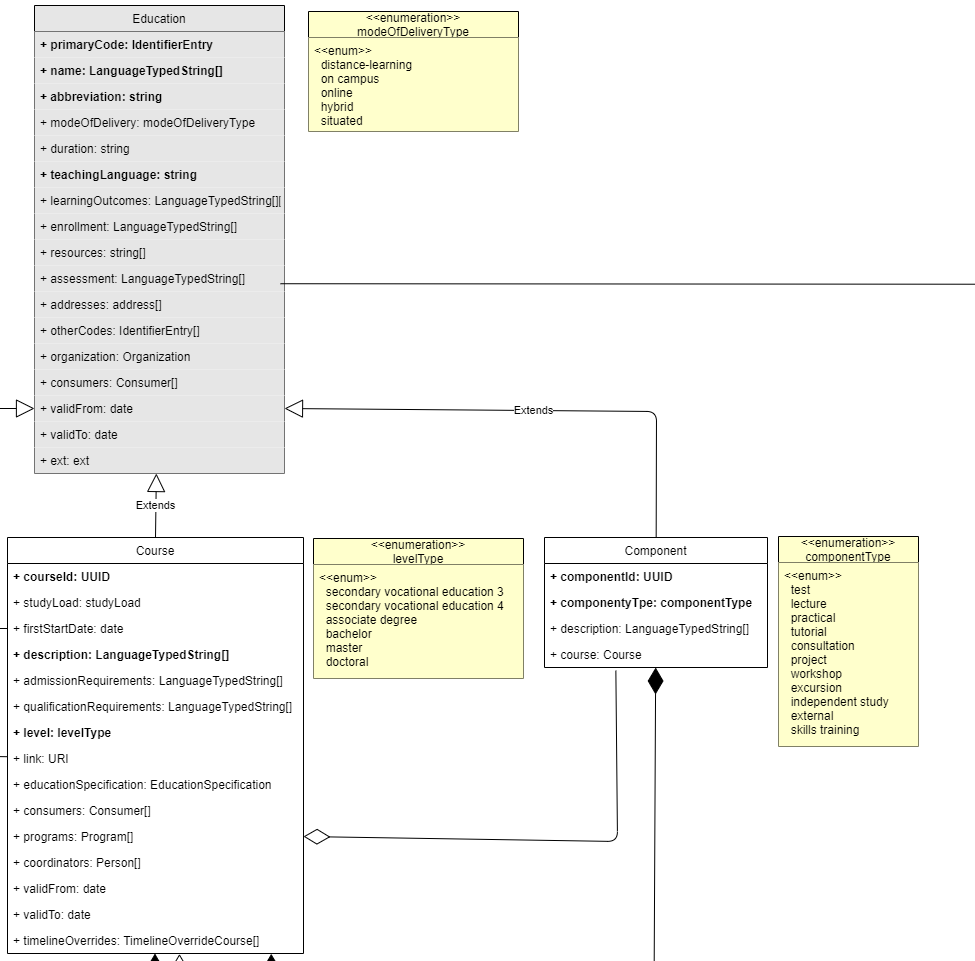 Education
+ primaryCode: IdentifierEntry
+ name: LanguageTypedString[]
+ abbreviation: string
+ modeOfDelivery: modeOfDeliveryType
+ duration: string
+ teachingLanguage: string
+ learningOutcomes: LanguageTypedString[][
+ enrollment: LanguageTypedString[]
+ resources: string[]
+ assessment: LanguageTypedString[]
+ addresses: address[]
+ otherCodes: IdentifierEntry[]
+ organization: Organization
+ consumers: Consumer[]
+ validFrom: date
+ validTo: date
+ ext: ext
<<enumeration>>
modeOfDeliveryType
<<enum>>
distance-learning
on campus
online
hybrid
situated
Extends
Extends
Course
+ courseId: UUID
+ studyLoad: studyLoad
+ firstStartDate: date
+ description: LanguageTypedString[]
+ admissionRequirements: LanguageTypedString[]
+ qualificationRequirements: LanguageTypedString[]
+ level: levelType
+ link: URI
+ educationSpecification: EducationSpecification
+ consumers: Consumer[]
+ programs: Program[]
+ coordinators: Person[]
+ validFrom: date
+ validTo: date
+ timelineOverrides: TimelineOverrideCourse[]
<<enumeration>>
levelType
<<enum>>
secondary vocational education 3
secondary vocational education 4
associate degree
bachelor
master
doctoral
Component
+ componentId: UUID
+ componentyTpe: componentType
+ description: LanguageTypedString[]
+ course: Course
<<enumeration>>
componentType
<<enum>>
test
lecture
practical
tutorial
consultation
project
workshop
excursion
independent study
external
skills training